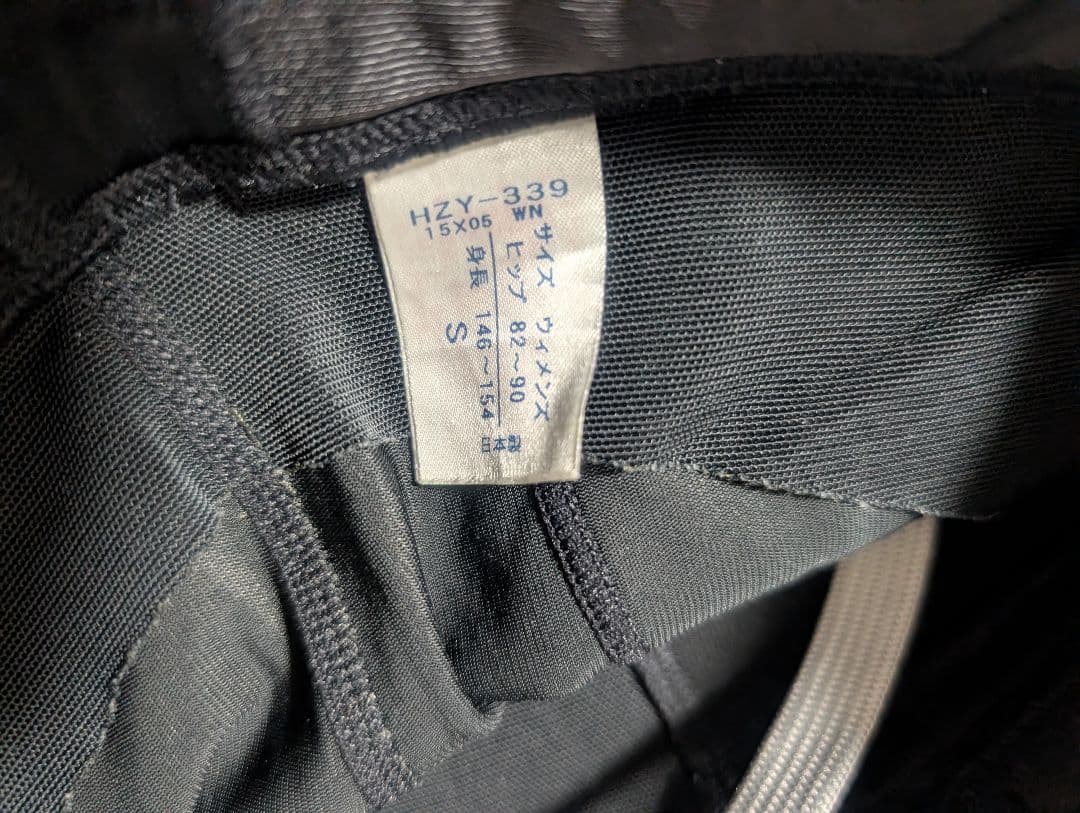 HZY-339
15X05 WN
サイズ ウィメンズ
ヒップ 82~90
身長 146~154
S
日本製